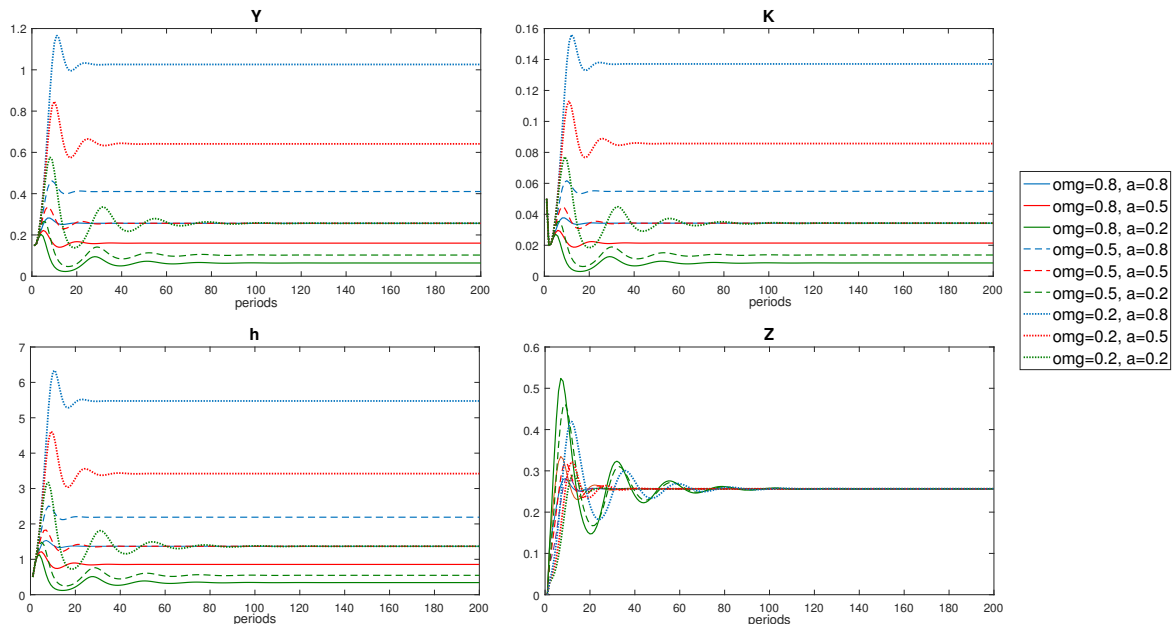 Y
1.2
1
0.8
0.6
0.4
0.2
0
0 20 40 60 80 100 120 140 160 180 200
periods
K
0.16
0.14
0.12
0.10
0.08
0.06
0.04
0.02
0
0 20 40 60 80 100 120 140 160 180 200
periods
h
7
6
5
4
3
2
1
0
0 20 40 60 80 100 120 140 160 180 200
periods
Z
0.6
0.5
0.4
0.3
0.2
0.1
0
0 20 40 60 80 100 120 140 160 180 200
periods
omg=0.8, a=0.8
omg=0.8, a=0.5
omg=0.8, a=0.2
omg=0.5, a=0.8
omg=0.5, a=0.5
omg=0.5, a=0.2
omg=0.2, a=0.8
omg=0.2, a=0.5
omg=0.2, a=0.2